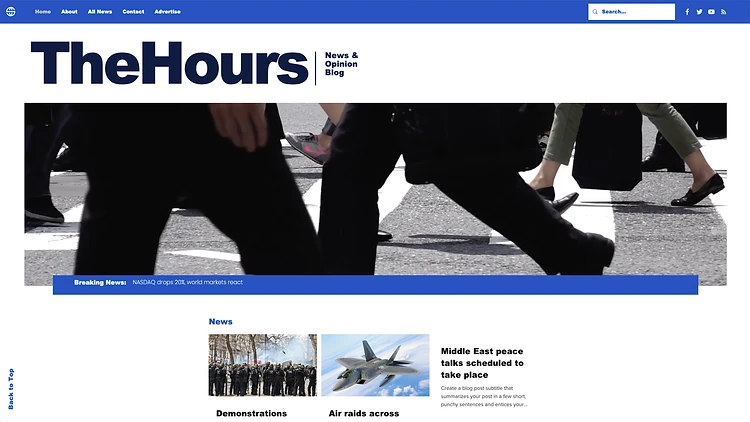 Home About All News Contact Advertise Search...
TheHours
News &
Opinion
Blog
Breaking News: NASDAQ drops 20%, world markets react
News
Middle East peace
talks scheduled to
take place
Create a blog post subtitle that
summarizes your post in a few short,
punchy sentences and entices your...
Demonstrations
Air raids across
Back to Top